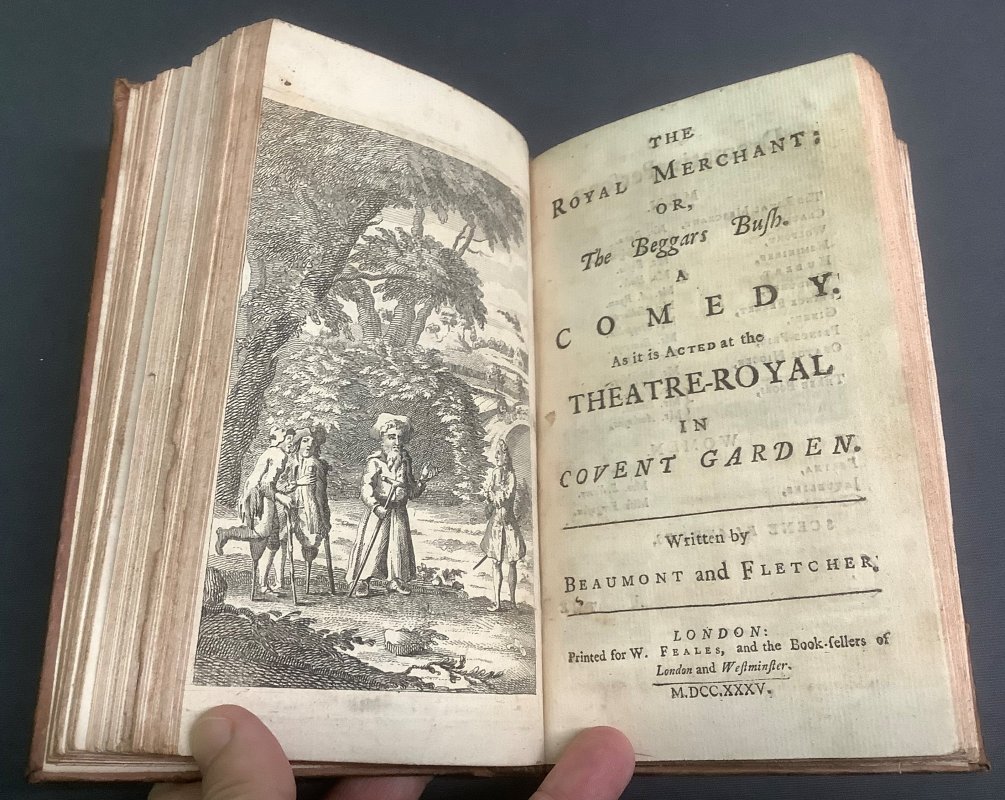 THE
ROYAL MERCHANT:
OR,
The Beggars Buſh.
A
COMEDY.
As it is ACTED at the
THEATRE-ROYAL
IN
COVENT GARDEN.
Written by
BEAUMONT and FLETCHER.
LONDON:
Printed for W. FEALES, and the Book-ſellers of
London and Weſtminſter.
M.DCC.XXXV.